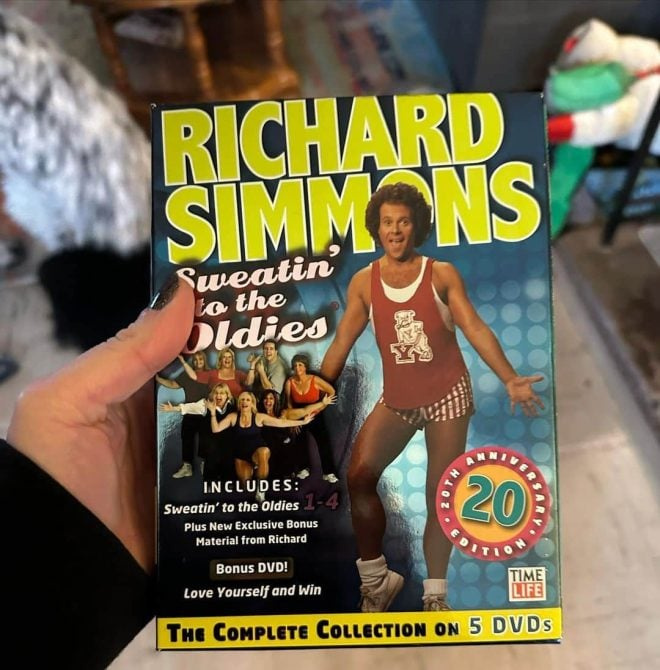 RICHARD
SIMMONS
Sweatin'
to the
Oldies
INCLUDES:
Sweatin' to the Oldies 1-4
Plus New Exclusive Bonus
Material from Richard
Bonus DVD!
Love Yourself and Win
Y
20TH ANNIVERSARY
20
EDITION
TIME
LIFE
THE COMPLETE COLLECTION ON 5 DVDs